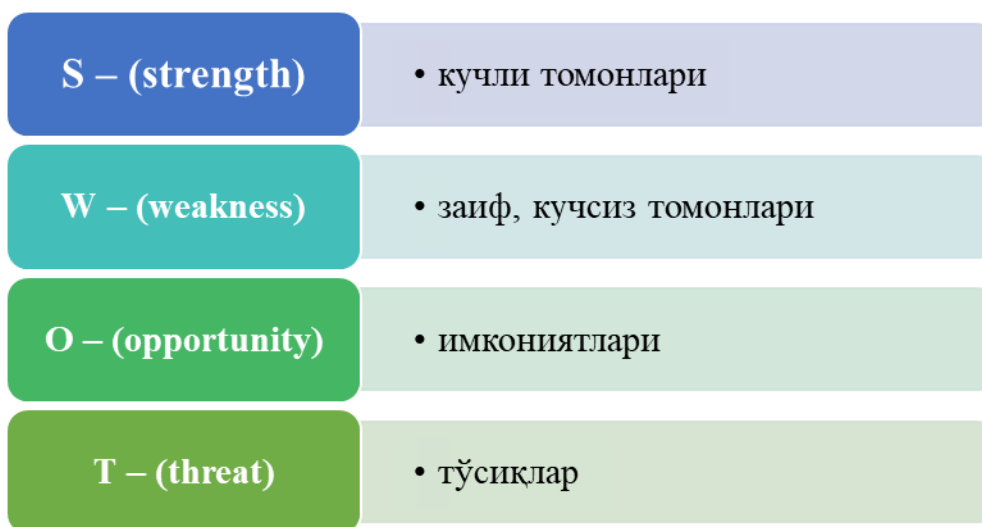 S – (strength)
• кучли томонлари
W – (weakness)
• заиф, кучсиз томонлари
O – (opportunity)
• имкониятлари
T – (threat)
• тўсиқлар